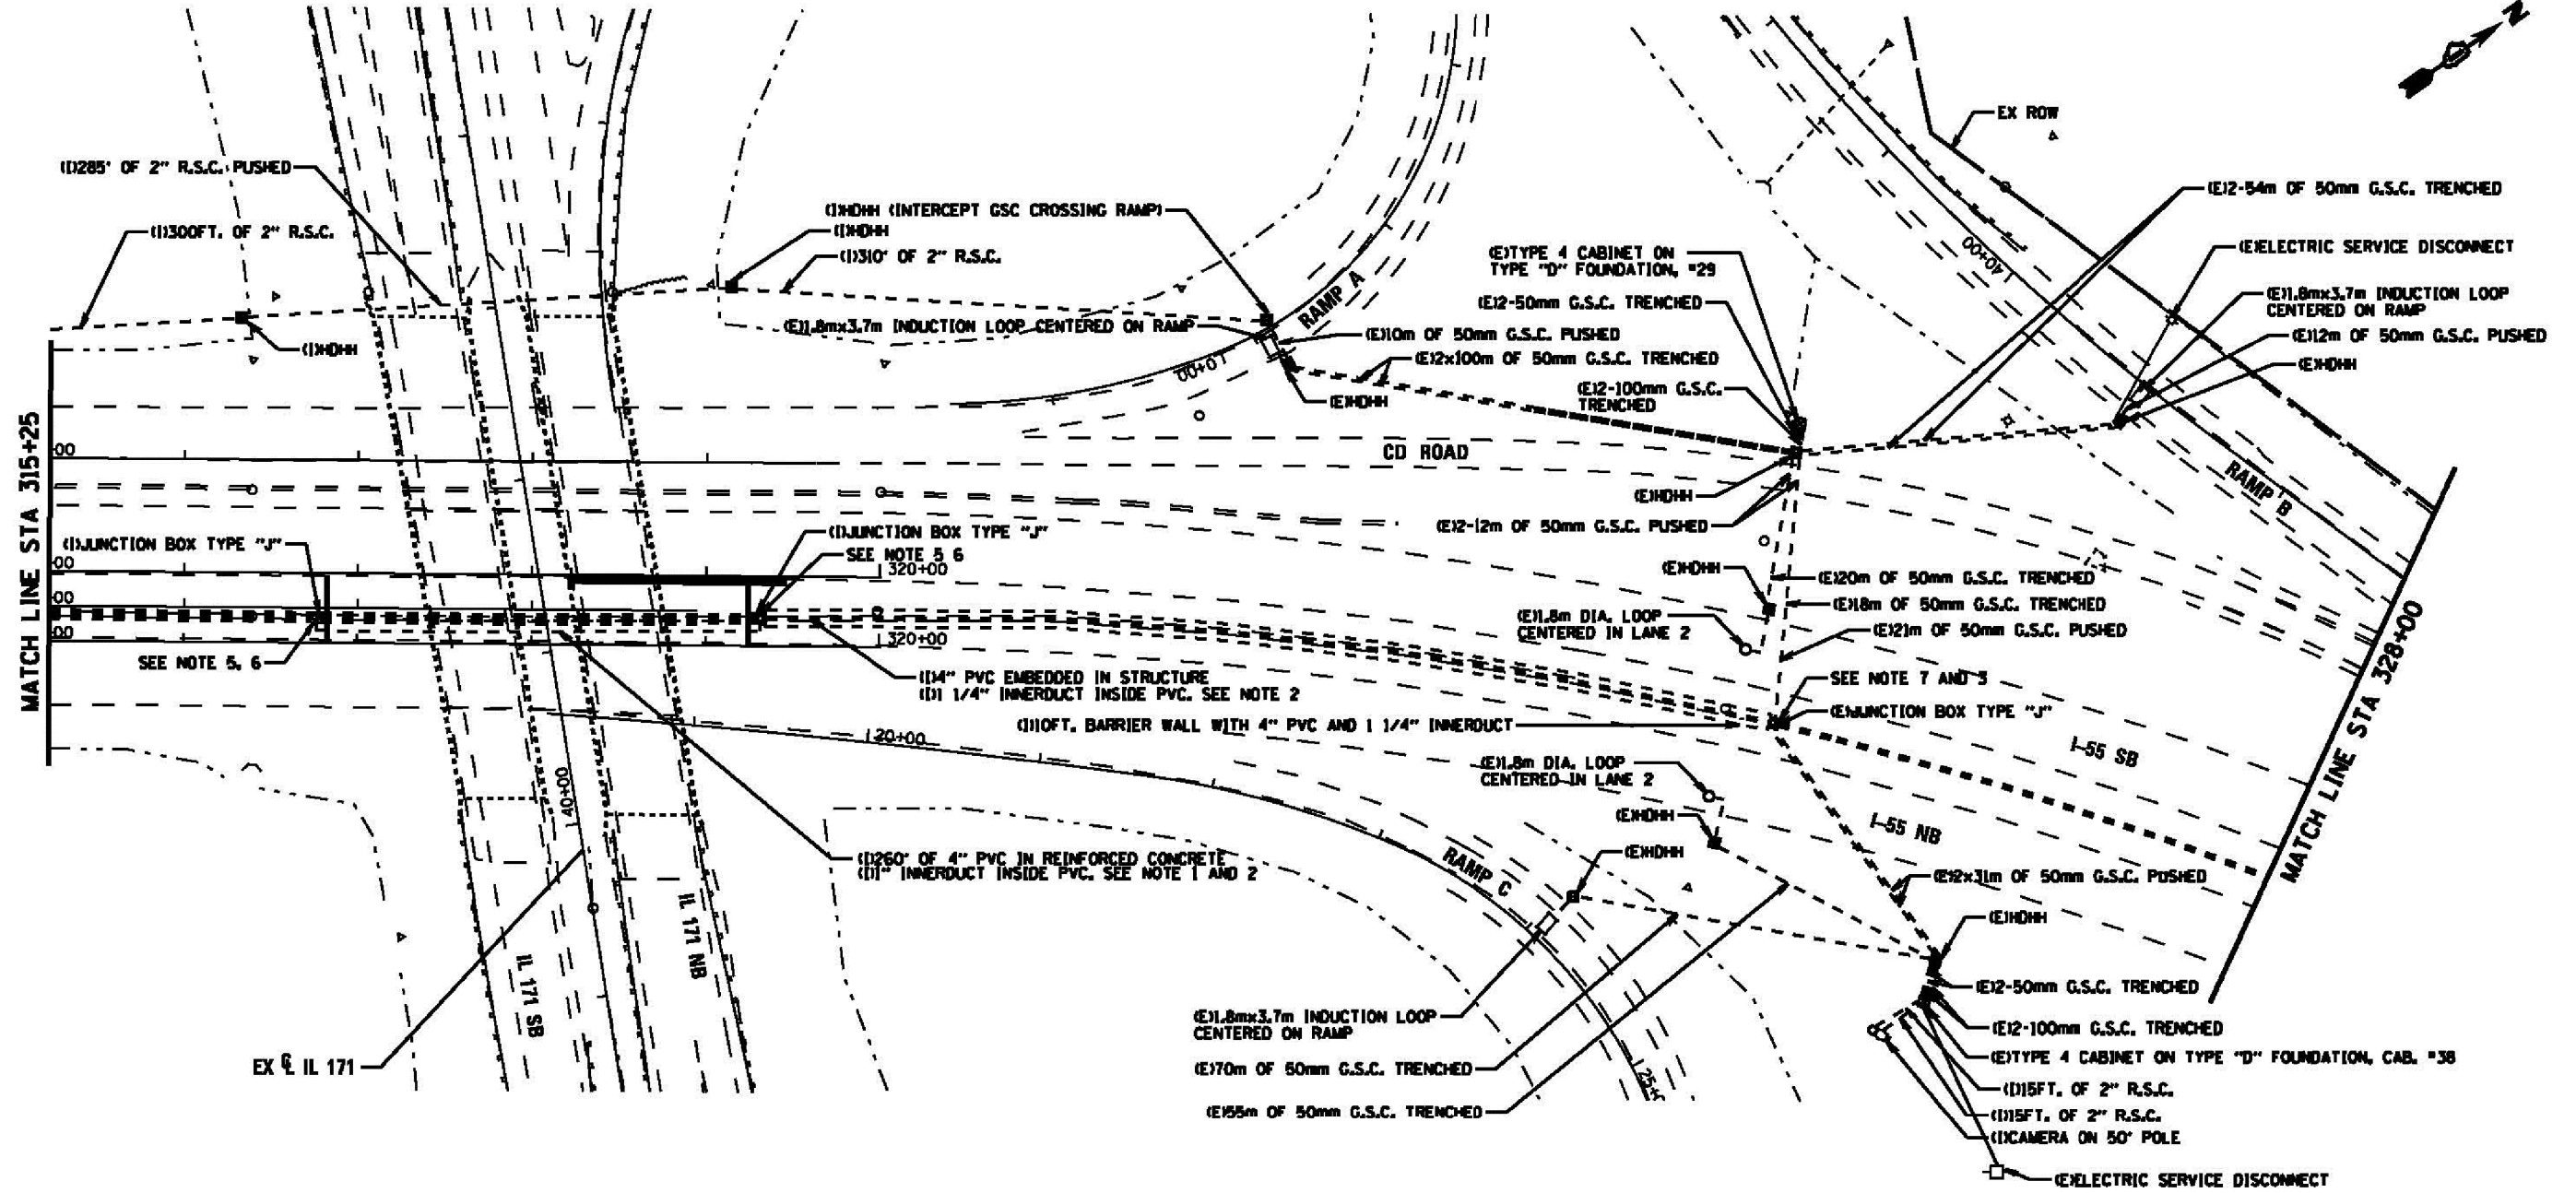 N
EX ROW
(I)285' OF 2" R.S.C. PUSHED
(I)300FT. OF 2" R.S.C.
(I)HDHH (INTERCEPT GSC CROSSING RAMP)
(I)HDHH
(I)310' OF 2" R.S.C.
(E)1.8mx3.7m INDUCTION LOOP CENTERED ON RAMP
(I)HDHH
RAMP A
10+00
(E)10m OF 50mm G.S.C. PUSHED
(E)2x100m OF 50mm G.S.C. TRENCHED
(E)HDHH
(E)TYPE 4 CABINET ON
TYPE "D" FOUNDATION, #29
(E)2-50mm G.S.C. TRENCHED
(E)2-100mm G.S.C.
TRENCHED
40+00
(E)2-54m OF 50mm G.S.C. TRENCHED
(E)ELECTRIC SERVICE DISCONNECT
(E)1.8mx3.7m INDUCTION LOOP
CENTERED ON RAMP
(E)12m OF 50mm G.S.C. PUSHED
(E)HDHH
MATCH LINE STA 315+25
00
CD ROAD
RAMP B
(E)HDHH
(E)2-12m OF 50mm G.S.C. PUSHED
(I)JUNCTION BOX TYPE "J"
(I)JUNCTION BOX TYPE "J"
SEE NOTE 5 6
00
320+00
(E)HDHH
(E)20m OF 50mm G.S.C. TRENCHED
(E)18m OF 50mm G.S.C. TRENCHED
(E)21m OF 50mm G.S.C. PUSHED
(E)1.8m DIA. LOOP
CENTERED IN LANE 2
00
00
320+00
SEE NOTE 5, 6
(I)4" PVC EMBEDDED IN STRUCTURE
(I)1 1/4" INNERDUCT INSIDE PVC. SEE NOTE 2
SEE NOTE 7 AND 3
(E)JUNCTION BOX TYPE "J"
(I)10FT. BARRIER WALL WITH 4" PVC AND 1 1/4" INNERDUCT
20+00
I-55 SB
MATCH LINE STA 328+00
(E)1.8m DIA. LOOP
CENTERED IN LANE 2
(E)HDHH
I-55 NB
40+00
(I)260' OF 4" PVC IN REINFORCED CONCRETE
(I)1" INNERDUCT INSIDE PVC. SEE NOTE 1 AND 2
RAMP C
(E)HDHH
(E)2x31m OF 50mm G.S.C. PUSHED
(E)HDHH
IL 171 NB
IL 171 SB
(E)2-50mm G.S.C. TRENCHED
(E)1.8mx3.7m INDUCTION LOOP
CENTERED ON RAMP
(E)2-100mm G.S.C. TRENCHED
EX ℄ IL 171
(E)70m OF 50mm G.S.C. TRENCHED
(E)TYPE 4 CABINET ON TYPE "D" FOUNDATION, CAB. #38
(I)15FT. OF 2" R.S.C.
(E)55m OF 50mm G.S.C. TRENCHED
(I)15FT. OF 2" R.S.C.
(I)CAMERA ON 50' POLE
(E)ELECTRIC SERVICE DISCONNECT